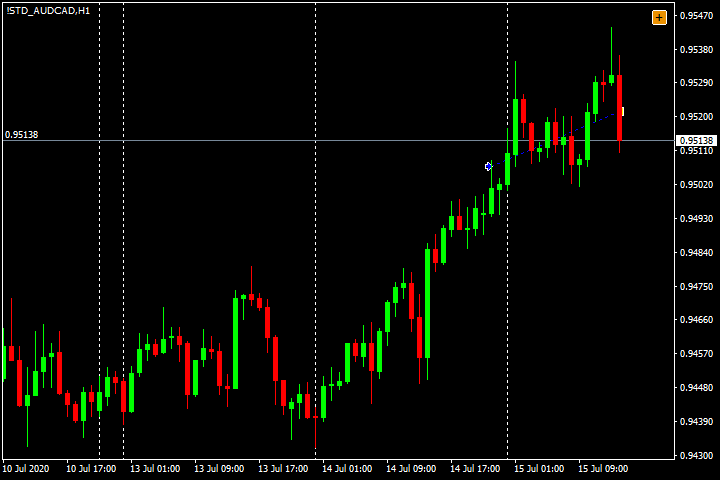 !STD_AUDCAD,H1
0.95470
0.95380
0.95290
0.95200
0.95138
0.95138
0.95110
0.95020
0.94930
0.94840
0.94750
0.94660
0.94570
0.94480
0.94390
0.94300
10 Jul 2020
10 Jul 17:00
13 Jul 01:00
13 Jul 09:00
13 Jul 17:00
14 Jul 01:00
14 Jul 09:00
14 Jul 17:00
15 Jul 01:00
15 Jul 09:00